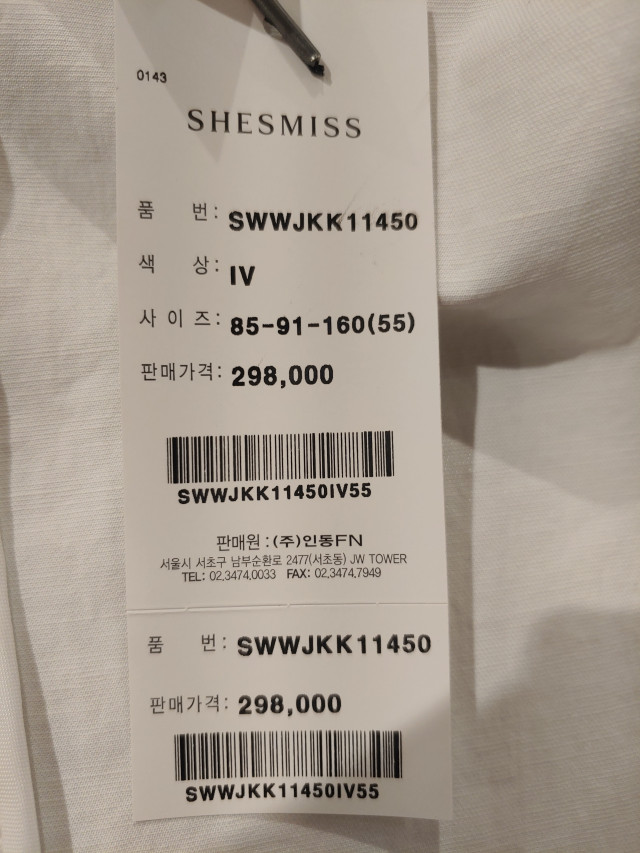 0143
SHESMISS
품 번: SWWJKK11450
색 상: IV
사 이 즈: 85-91-160(55)
판매가격: 298,000
SWWJKK11450IV55
판매원 : (주)인동FN
서울시 서초구 남부순환로 2477(서초동) JW TOWER
TEL: 02.3474.0033 FAX: 02.3474.7949
품 번: SWWJKK11450
판매가격: 298,000
SWWJKK11450IV55